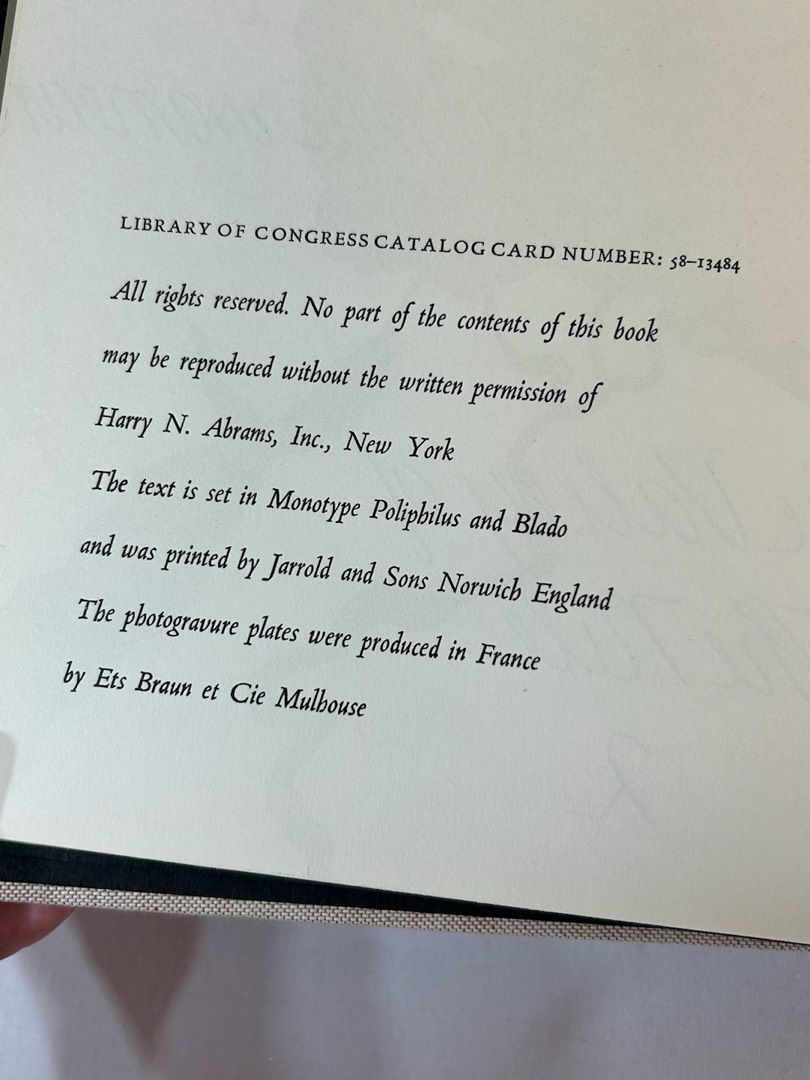 LIBRARY OF CONGRESS CATALOG CARD NUMBER: 58–13484
All rights reserved. No part of the contents of this book
may be reproduced without the written permission of
Harry N. Abrams, Inc., New York
The text is set in Monotype Poliphilus and Blado
and was printed by Jarrold and Sons Norwich England
The photogravure plates were produced in France
by Ets Braun et Cie Mulhouse